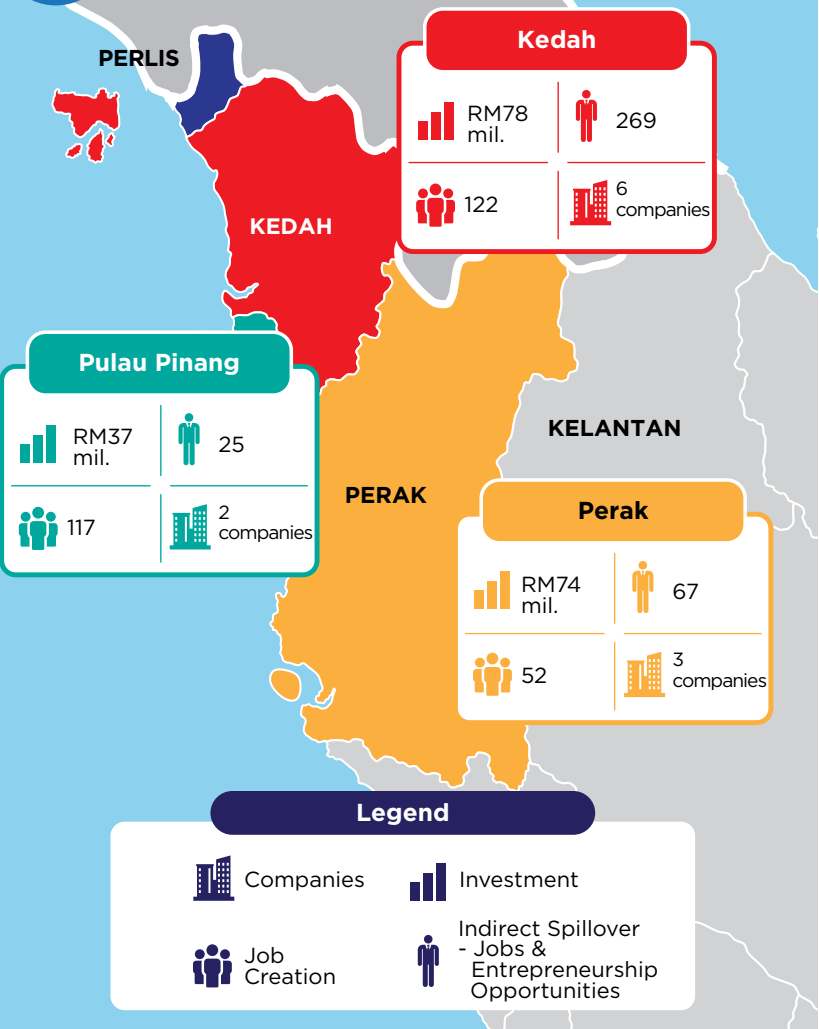 PERLIS
Kedah
RM78
mil.
269
122
6
companies
KEDAH
Pulau Pinang
RM37
mil.
25
117
2
companies
KELANTAN
PERAK
Perak
RM74
mil.
67
52
3
companies
Legend
Companies
Investment
Job
Creation
Indirect Spillover
- Jobs &
Entrepreneurship
Opportunities